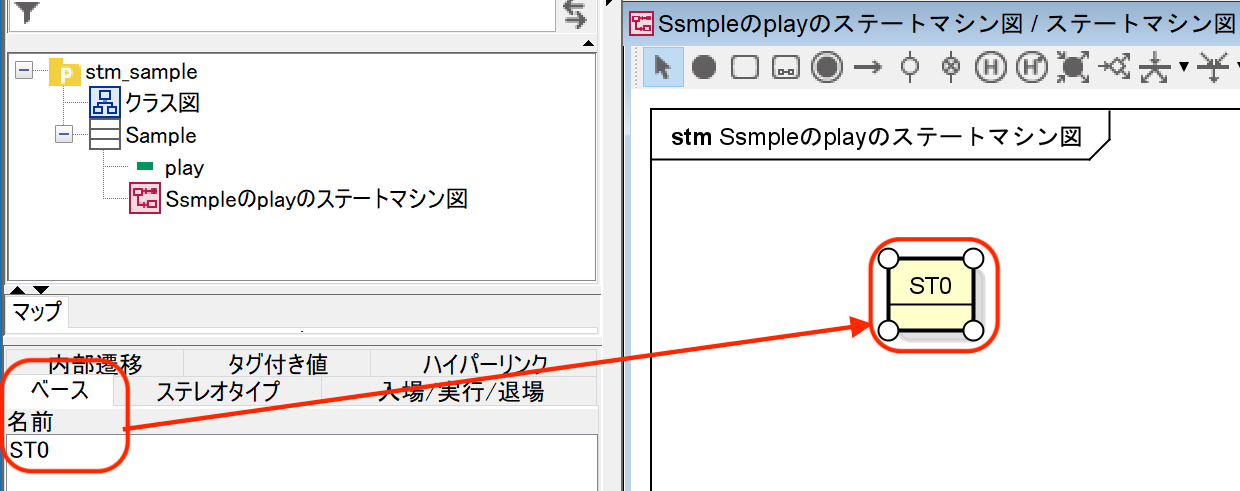 stm_sample
クラス図
Sample
play
Ssmpleのplayのステートマシン図
マップ
内部遷移 タグ付き値 ハイパーリンク
ベース ステレオタイプ 入場/実行/退場
名前
ST0
Ssmpleのplayのステートマシン図 / ステートマシン図
stm Ssmpleのplayのステートマシン図
ST0